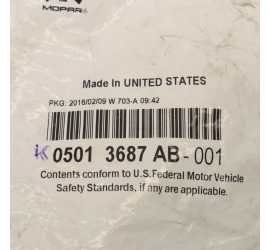 MOPAR
Made In UNITED STATES
PKG: 2016/02/09 W 703-A 09:42
K 0501 3687 AB - 001
Contents conform to U.S.Federal Motor Vehicle
Safety Standards, if any are applicable.